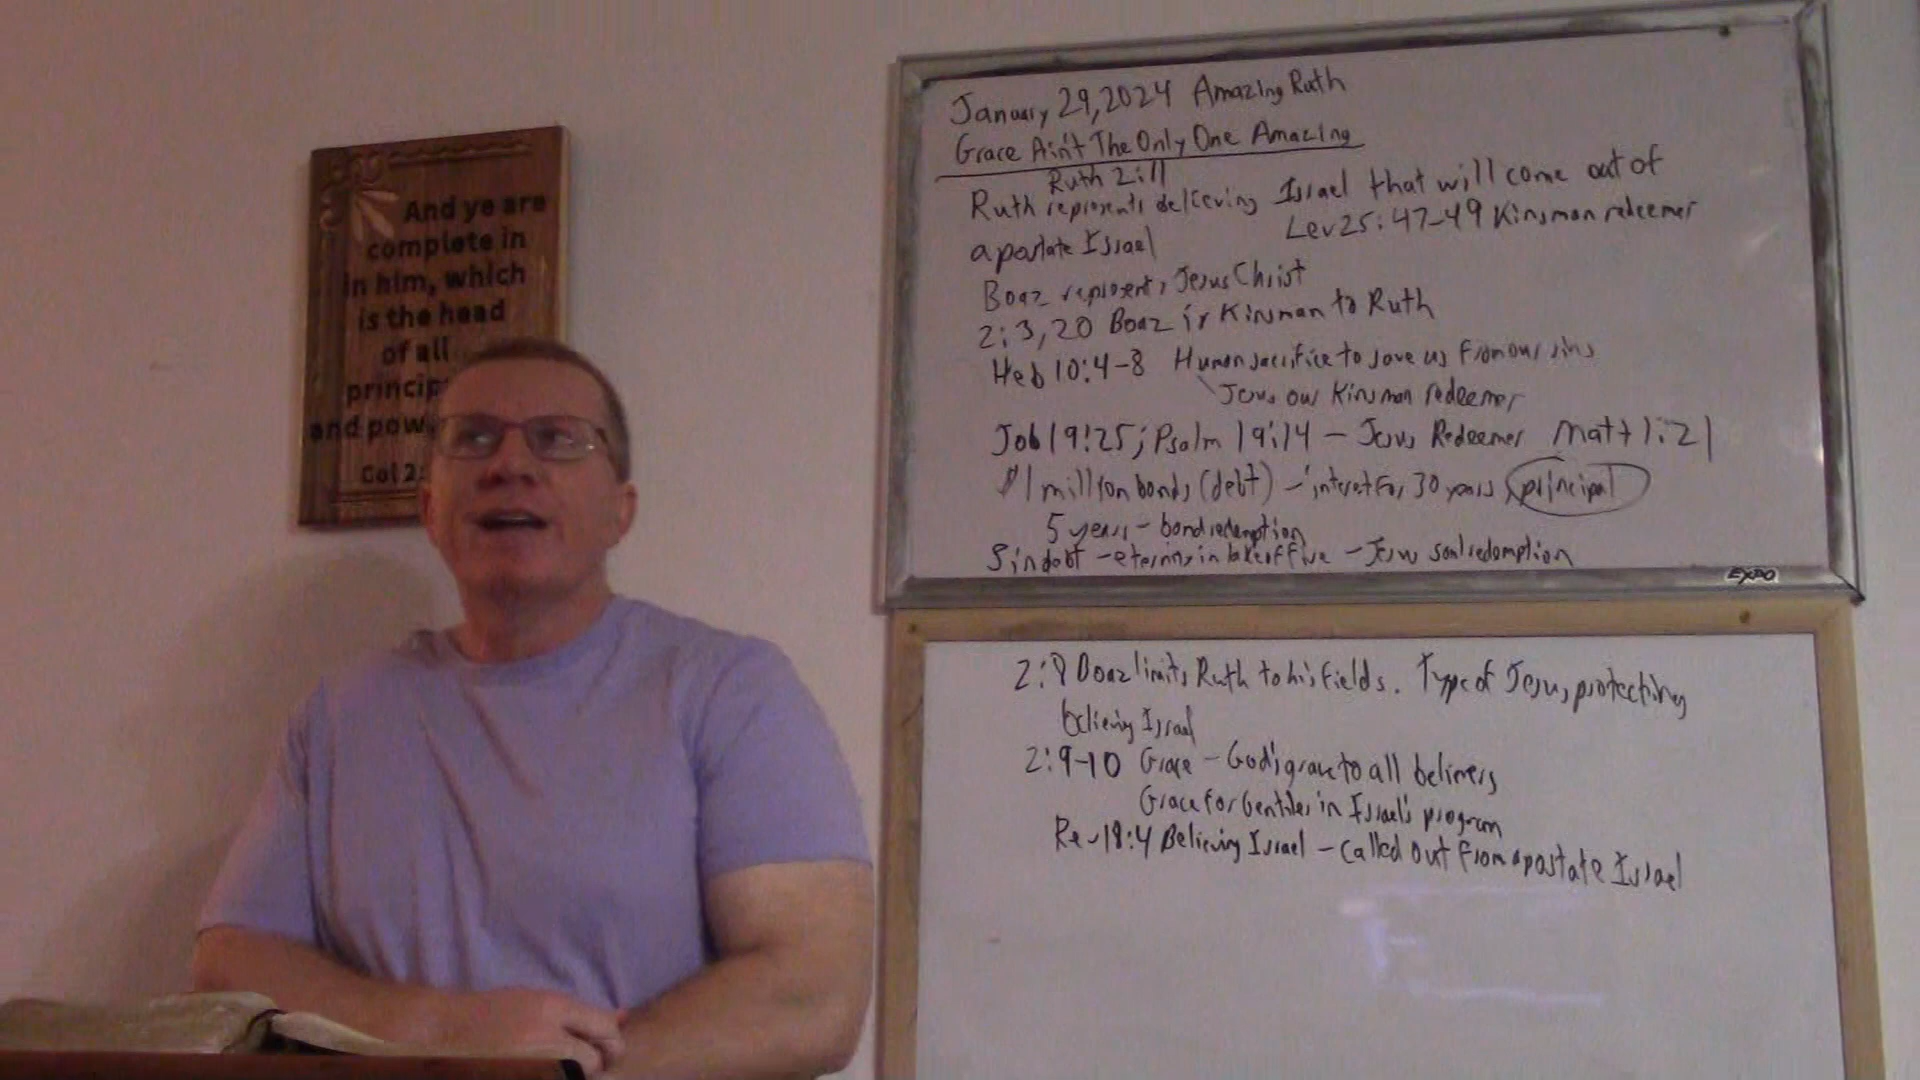 And ye are
complete in
in him, which
is the head
of all
princip
and pow
Col 2:
January 29, 2024 Amazing Ruth
Grace Ain't The Only One Amazing
Ruth 2:11
Ruth represents believing Israel that will come out of
apostate Israel
Lev 25:47-49 Kinsman redeemer
Boaz represents Jesus Christ
2:3,20 Boaz is Kinsman to Ruth
Heb 10:4-8 Human sacrifice to save us from our sins
Jesus our Kinsman redeemer
Job 19:25; Psalm 19:14 - Jesus Redeemer Matt 1:21
$1 million bonds (debt) - interest for 30 years, principal
5 years - bond redemption
Sin debt - eternity in lake of fire - Jesus soul redemption
EXPO
2:8 Boaz limits Ruth to his fields. Type of Jesus protecting
believing Israel
2:9-10 Grace - God's grace to all believers
Grace for Gentiles in Israel's program
Rev 18:4 Believing Israel - called out from apostate Israel